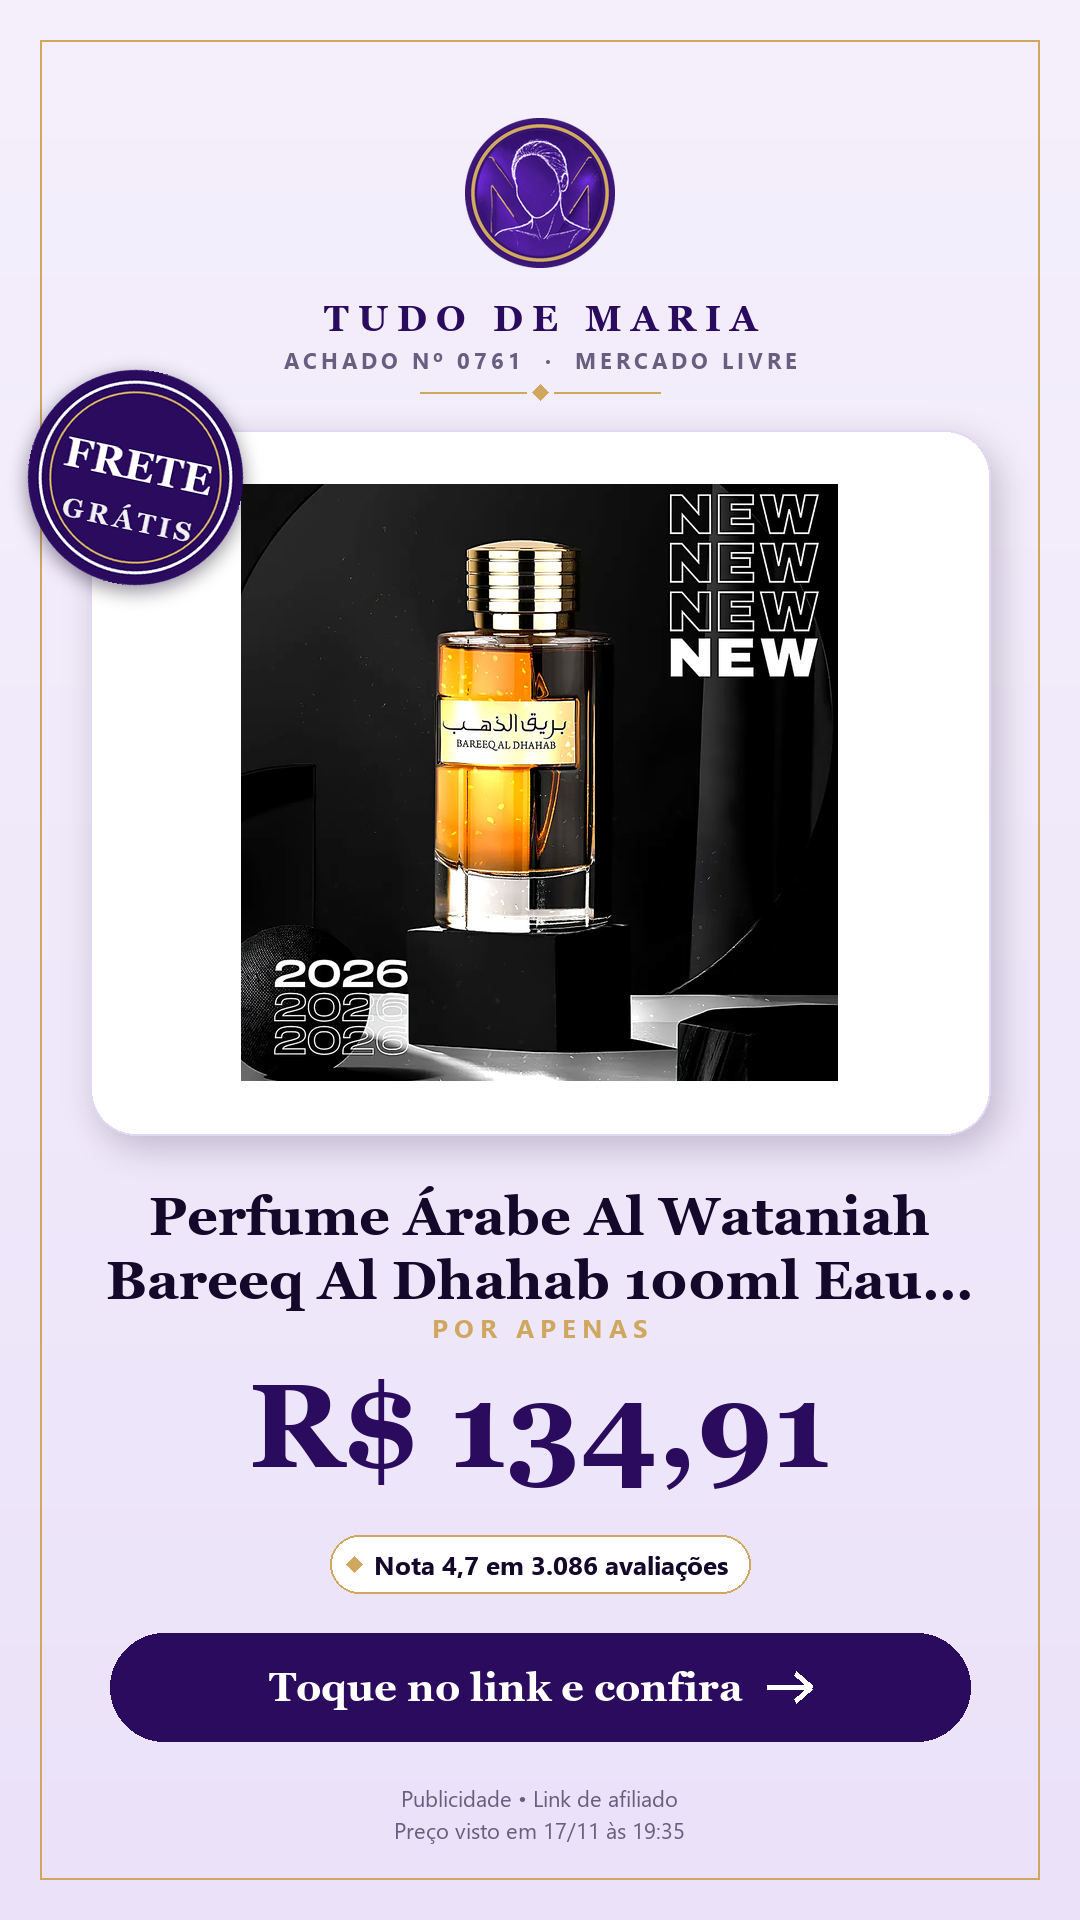 TUDO DE MARIA
ACHADO Nº 0761 · MERCADO LIVRE
FRETE
GRÁTIS
NEW
NEW
NEW
NEW
بريق الذهب
BAREEQ AL DHAHAB
2026
2026
2026
Perfume Árabe Al Wataniah
Bareeq Al Dhahab 100ml Eau...
POR APENAS
R$ 134,91
Nota 4,7 em 3.086 avaliações
Toque no link e confira →
Publicidade • Link de afiliado
Preço visto em 17/11 às 19:35